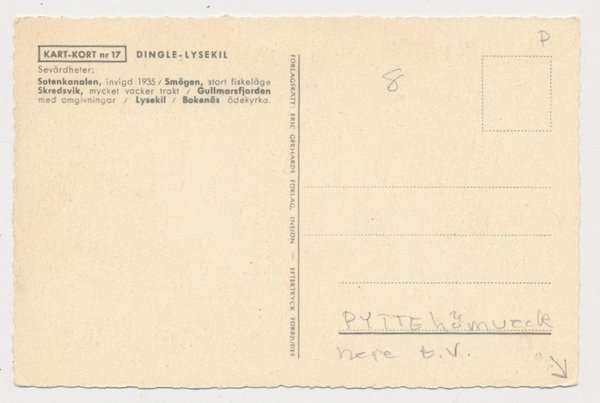 KART-KORT nr 17 DINGLE-LYSEKIL
Sevärdheter:
Sotenkanalen, invigd 1935 / Smögen, stort fiskeläge
Skredsvik, mycket vacker trakt / Gullmarsfjorden
med omgivningar / Lysekil / Bokenäs ödekyrka.
FÖRLAGSRÄTT ERIC GERHARDS FÖRLAG, INSJÖN — EFTERTRYCK FÖRBJUDES
P
8
PYTTE hömveck
nere t.v.